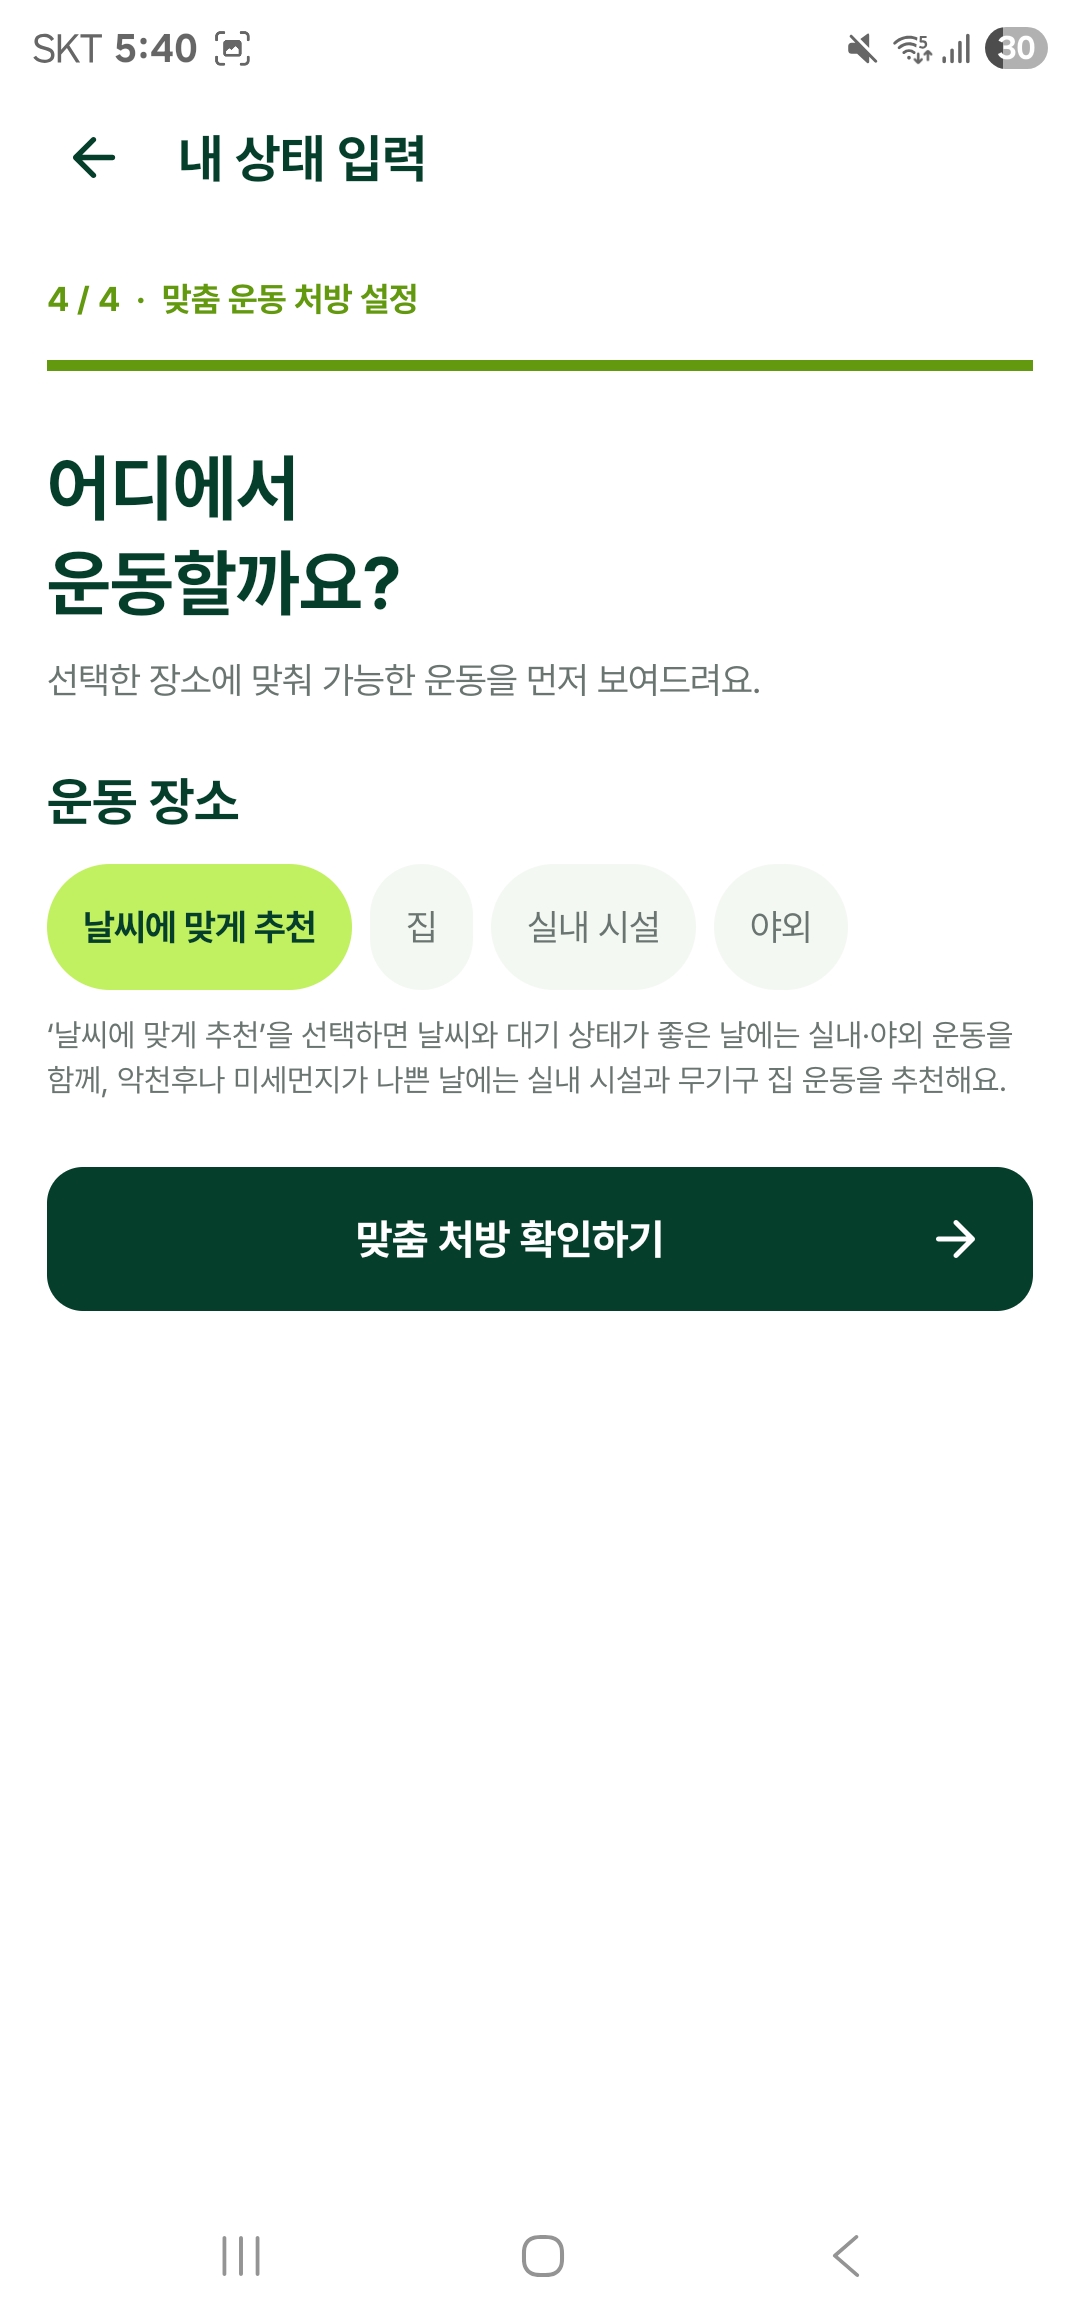 SKT 5:40
5
30
내 상태 입력
4 / 4 · 맞춤 운동 처방 설정
어디에서
운동할까요?
선택한 장소에 맞춰 가능한 운동을 먼저 보여드려요.
운동 장소
날씨에 맞게 추천 집 실내 시설 야외
‘날씨에 맞게 추천’을 선택하면 날씨와 대기 상태가 좋은 날에는 실내·야외 운동을
함께, 악천후나 미세먼지가 나쁜 날에는 실내 시설과 무기구 집 운동을 추천해요.
맞춤 처방 확인하기